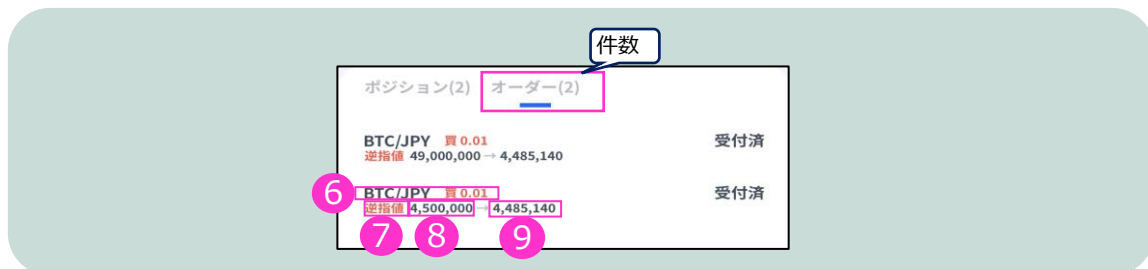 件数
ポジション(2) オーダー(2)
BTC/JPY 買 0.01 受付済
逆指値 49,000,000 → 4,485,140
6 BTC/JPY 買 0.01 受付済
逆指値 4,500,000 → 4,485,140
7 8 9